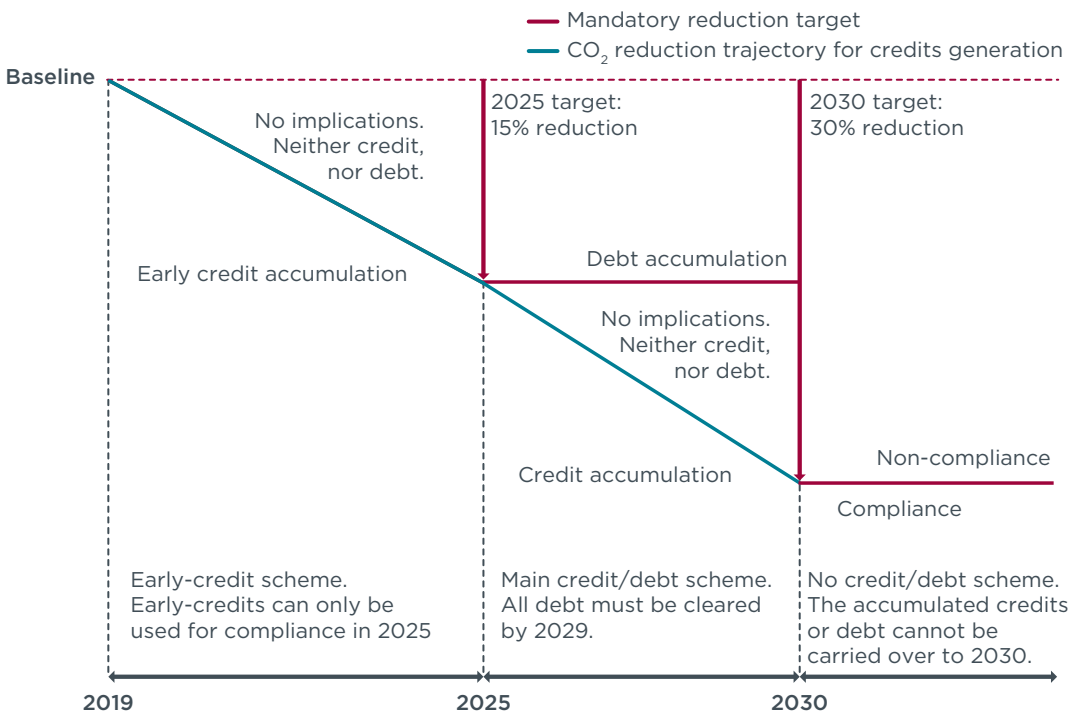 Mandatory reduction target
CO2 reduction trajectory for credits generation
Baseline
2025 target:
15% reduction
2030 target:
30% reduction
No implications.
Neither credit,
nor debt.
Early credit accumulation
Debt accumulation
No implications.
Neither credit,
nor debt.
Credit accumulation
Non-compliance
Compliance
Early-credit scheme.
Early-credits can only be
used for compliance in 2025
Main credit/debt scheme.
All debt must be cleared
by 2029.
No credit/debt scheme.
The accumulated credits
or debt cannot be
carried over to 2030.
2019
2025
2030